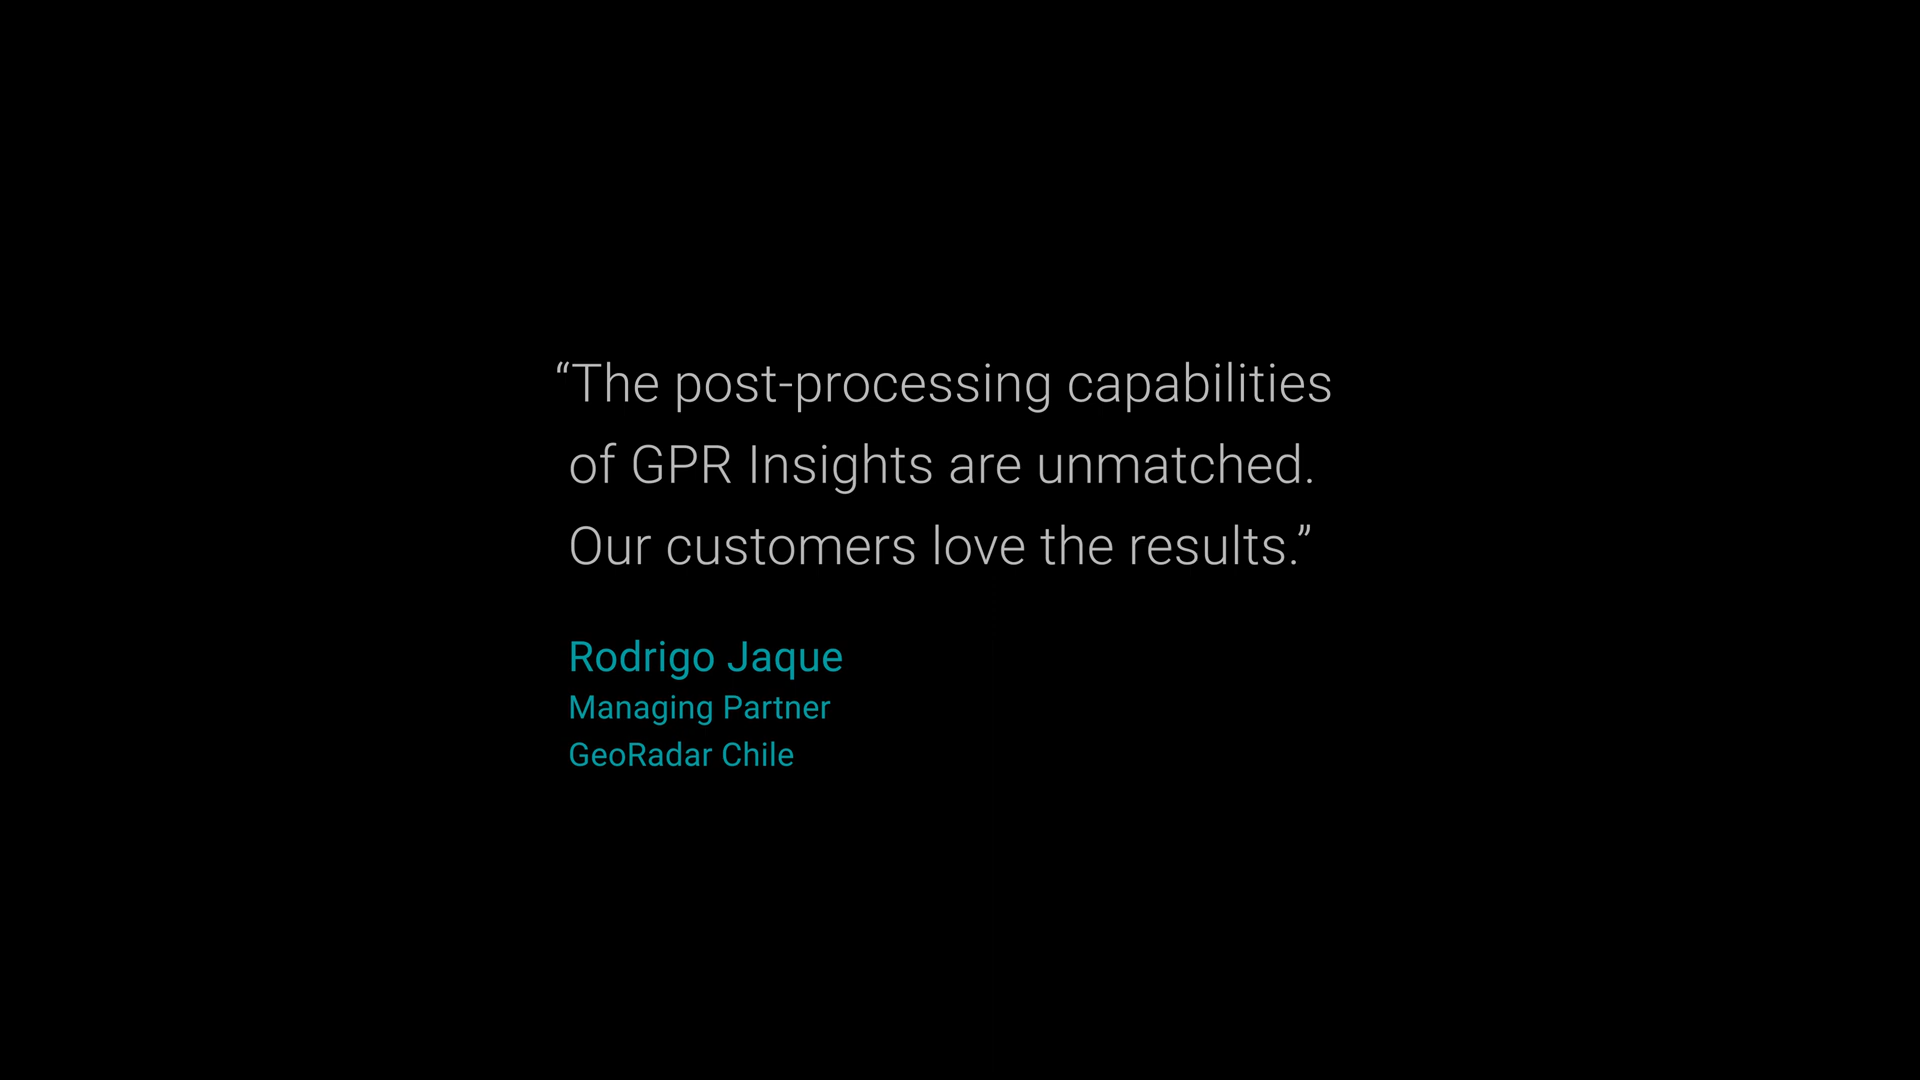 “The post-processing capabilities
of GPR Insights are unmatched.
Our customers love the results.”
Rodrigo Jaque
Managing Partner
GeoRadar Chile